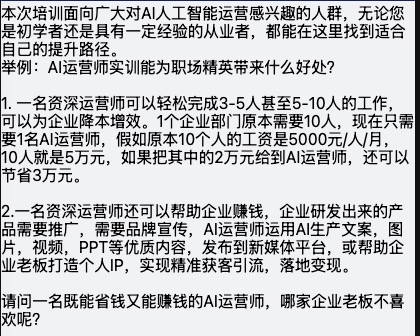 本次培训面向广大对AI人工智能运营感兴趣的人群，无论您
是初学者还是具有一定经验的从业者，都能在这里找到适合
自己的提升路径。
举例：AI运营师实训能为职场精英带来什么好处?
1. 一名资深运营师可以轻松完成3-5人甚至5-10人的工作，
可以为企业降本增效。1个企业部门原本需要10人，现在只需
要1名AI运营师，假如原本10个人的工资是5000元/人/月，
10人就是5万元，如果把其中的2万元给到AI运营师，还可以
节省3万元。
2.一名资深运营师还可以帮助企业赚钱，企业研发出来的产
品需要推广，需要品牌宣传，AI运营师运用AI生产文案，图
片，视频，PPT等优质内容，发布到新媒体平台，或帮助企
业老板打造个人IP，实现精准获客引流，落地变现。
请问一名既能省钱又能赚钱的AI运营师，哪家企业老板不喜
欢呢?